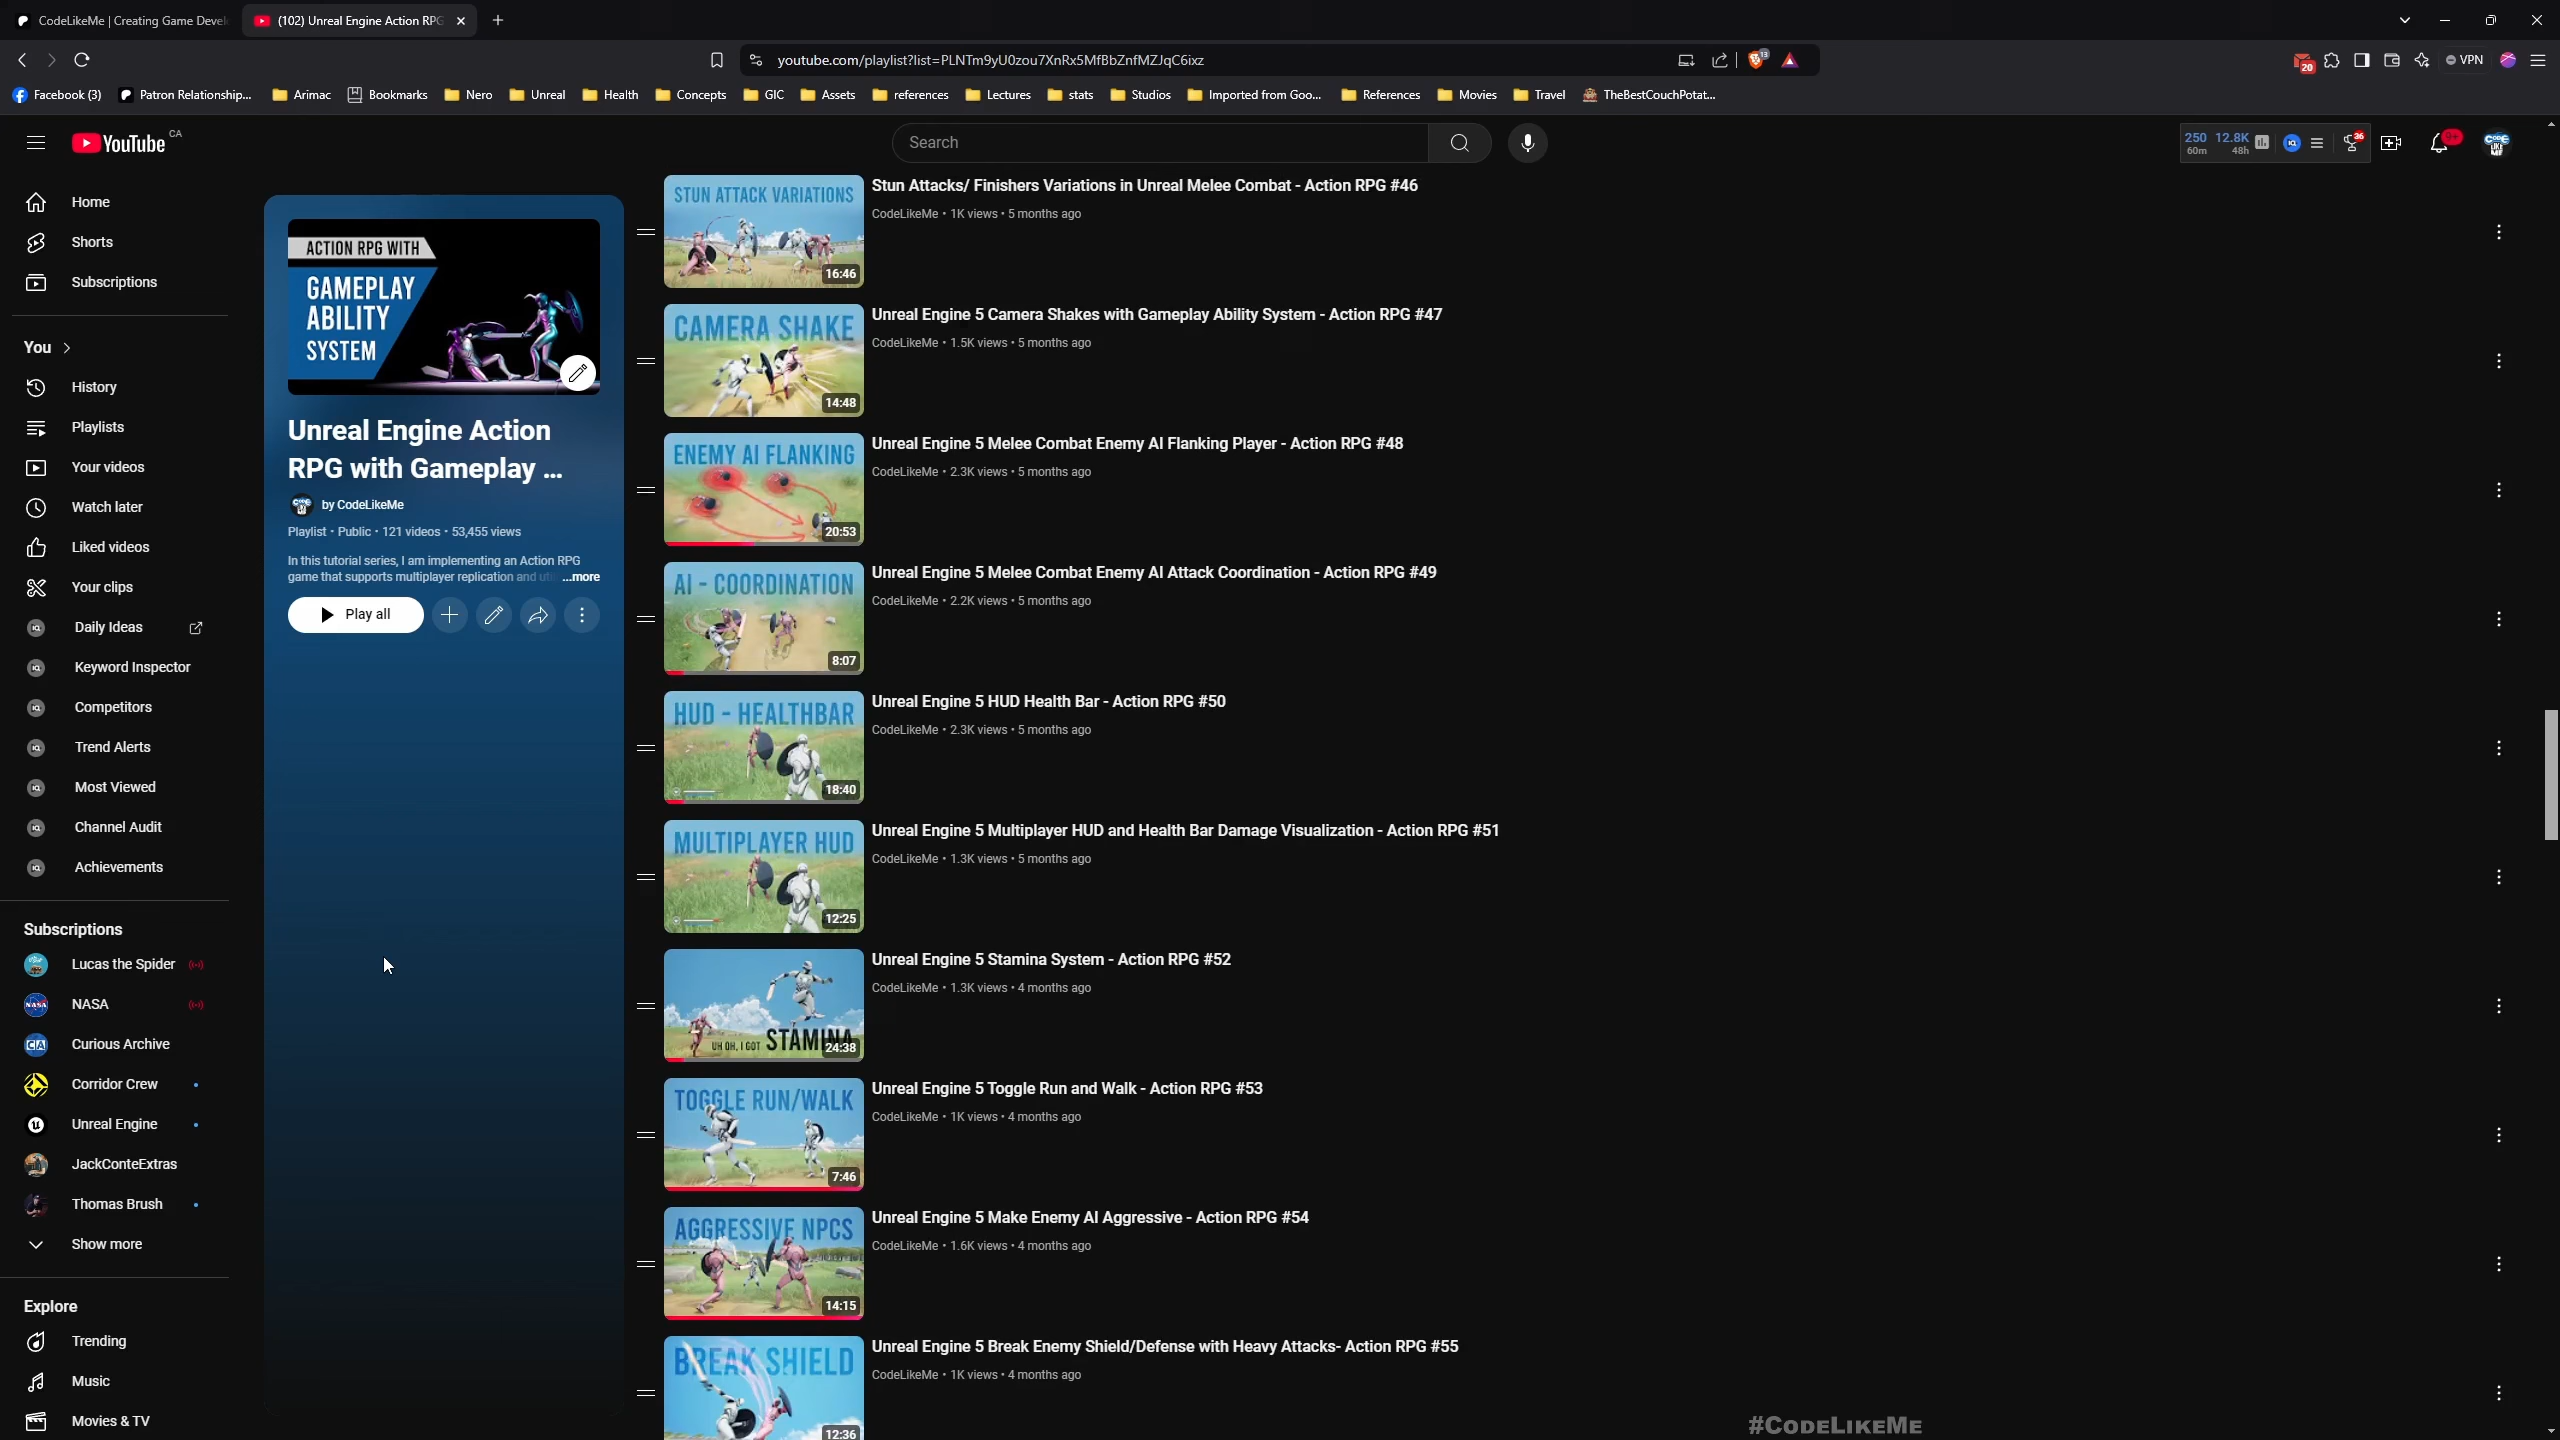 CodeLikeMe | Creating Game Devel
(102) Unreal Engine Action RPG
youtube.com/playlist?list=PLNTm9yU0zou7XnRx5MfBbZnfMZJqC6ixz
13
20
VPN
Facebook (3)
Patron Relationship...
Arimac
Bookmarks
Nero
Unreal
Health
Concepts
GIC
Assets
references
Lectures
stats
Studios
Imported from Goo...
References
Movies
Travel
TheBestCouchPotat...
YouTube CA
Search
250 12.8K
60m 48h
36
9+
Home
Shorts
Subscriptions
You
History
Playlists
Your videos
Watch later
Liked videos
Your clips
Daily Ideas
Keyword Inspector
Competitors
Trend Alerts
Most Viewed
Channel Audit
Achievements
Subscriptions
Lucas the Spider
NASA
Curious Archive
Corridor Crew
Unreal Engine
JackConteExtras
Thomas Brush
Show more
Explore
Trending
Music
Movies & TV
ACTION RPG WITH
GAMEPLAY
ABILITY
SYSTEM
Unreal Engine Action
RPG with Gameplay ...
by CodeLikeMe
Playlist • Public • 121 videos • 53,455 views
In this tutorial series, I am implementing an Action RPG
game that supports multiplayer replication and uti ...more
Play all
STUN ATTACK VARIATIONS
16:46
Stun Attacks/ Finishers Variations in Unreal Melee Combat - Action RPG #46
CodeLikeMe • 1K views • 5 months ago
CAMERA SHAKE
14:48
Unreal Engine 5 Camera Shakes with Gameplay Ability System - Action RPG #47
CodeLikeMe • 1.5K views • 5 months ago
ENEMY AI FLANKING
20:53
Unreal Engine 5 Melee Combat Enemy AI Flanking Player - Action RPG #48
CodeLikeMe • 2.3K views • 5 months ago
AI - COORDINATION
8:07
Unreal Engine 5 Melee Combat Enemy AI Attack Coordination - Action RPG #49
CodeLikeMe • 2.2K views • 5 months ago
HUD - HEALTHBAR
18:40
Unreal Engine 5 HUD Health Bar - Action RPG #50
CodeLikeMe • 2.3K views • 5 months ago
MULTIPLAYER HUD
12:25
Unreal Engine 5 Multiplayer HUD and Health Bar Damage Visualization - Action RPG #51
CodeLikeMe • 1.3K views • 5 months ago
UH OH, I GOT STAMINA
24:38
Unreal Engine 5 Stamina System - Action RPG #52
CodeLikeMe • 1.3K views • 4 months ago
TOGGLE RUN/WALK
7:46
Unreal Engine 5 Toggle Run and Walk - Action RPG #53
CodeLikeMe • 1K views • 4 months ago
AGGRESSIVE NPCS
14:15
Unreal Engine 5 Make Enemy AI Aggressive - Action RPG #54
CodeLikeMe • 1.6K views • 4 months ago
BREAK SHIELD
12:36
Unreal Engine 5 Break Enemy Shield/Defense with Heavy Attacks- Action RPG #55
CodeLikeMe • 1K views • 4 months ago
#CODELIKEME